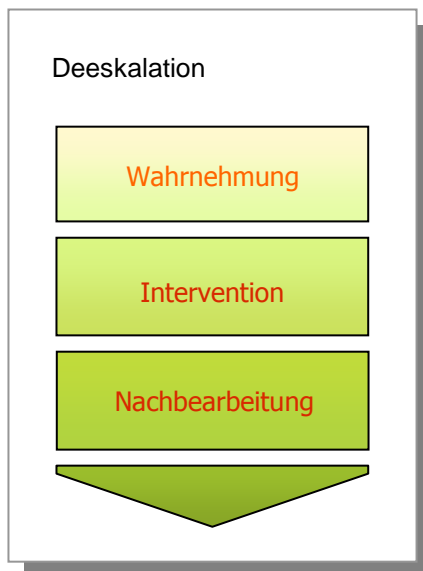 Deeskalation
Wahrnehmung
Intervention
Nachbearbeitung